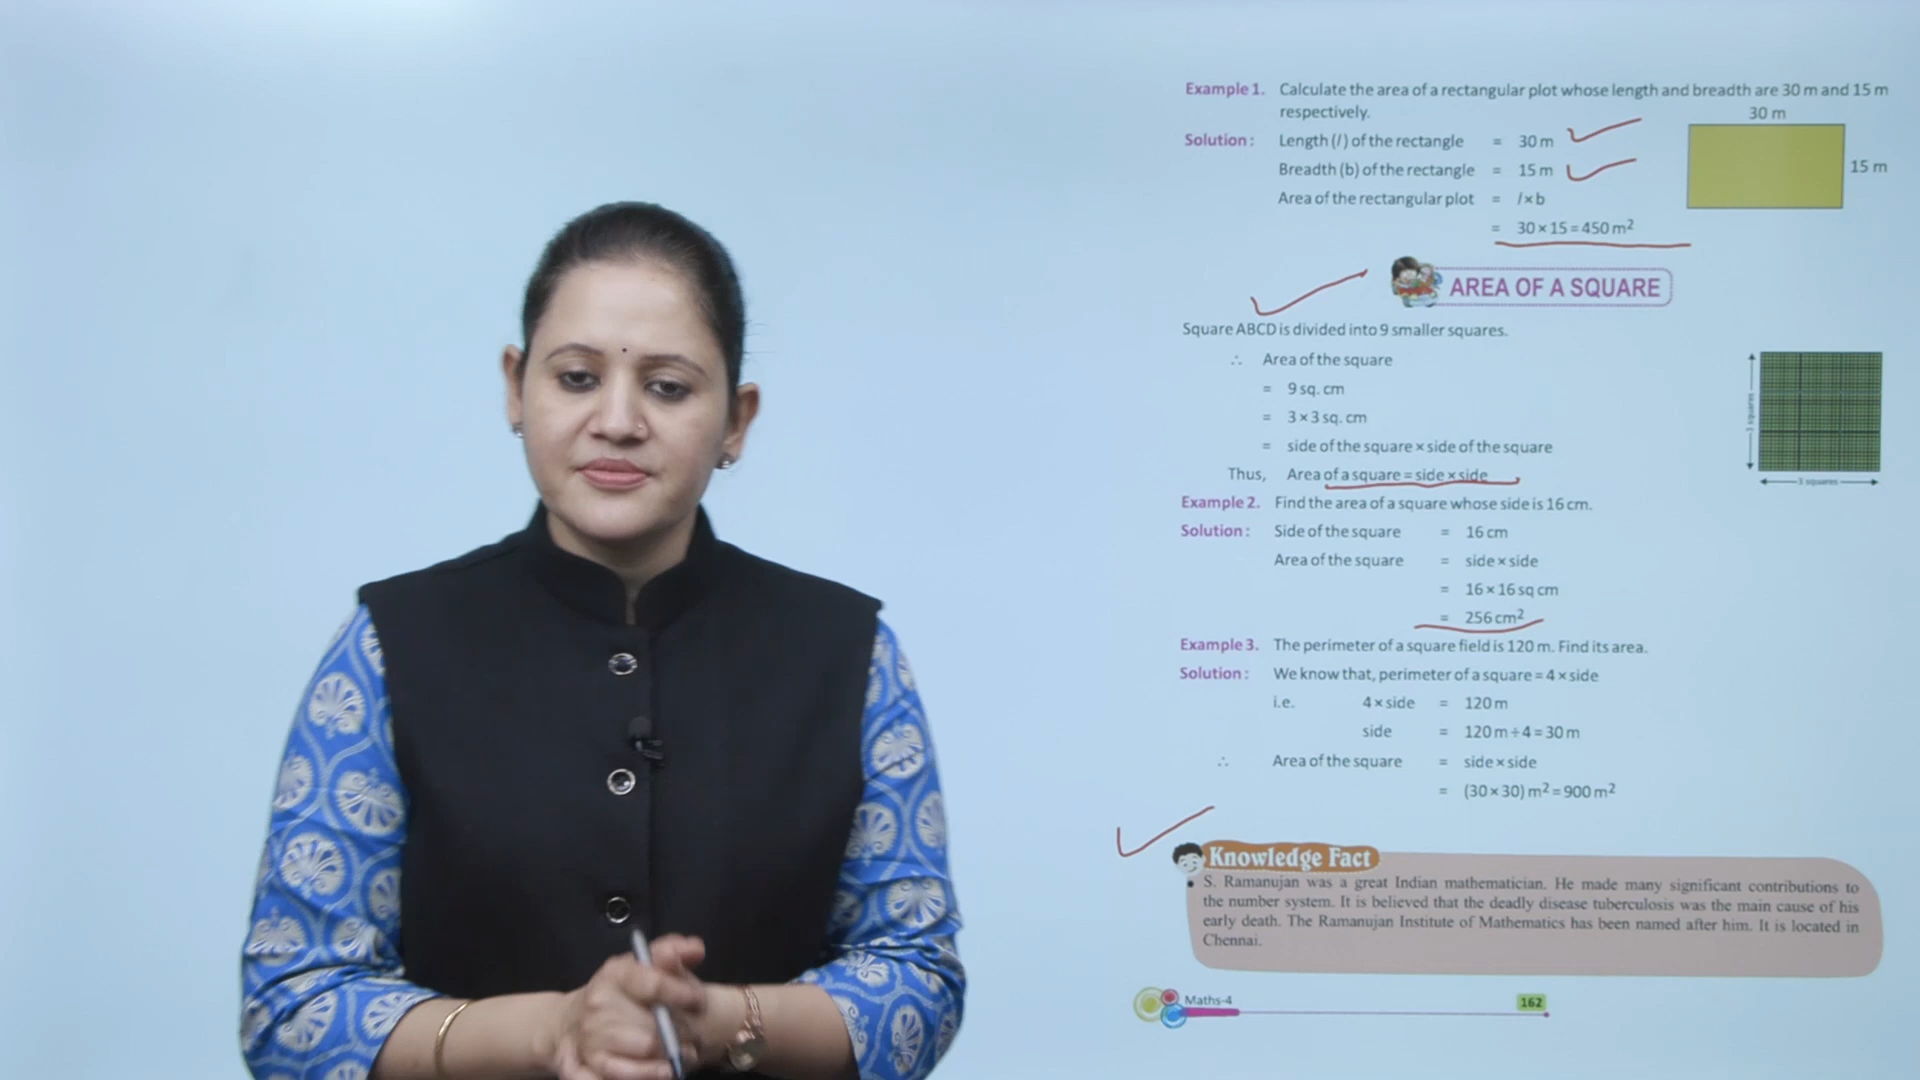 Example 1. Calculate the area of a rectangular plot whose length and breadth are 30 m and 15 m
respectively.
30 m
Solution : Length (l) of the rectangle = 30 m
Breadth (b) of the rectangle = 15 m
15 m
Area of the rectangular plot = l × b
= 30 × 15 = 450 m²
AREA OF A SQUARE
Square ABCD is divided into 9 smaller squares.
∴ Area of the square
= 9 sq. cm
= 3 × 3 sq. cm
= side of the square × side of the square
Thus, Area of a square = side × side
3 squares
3 squares
Example 2. Find the area of a square whose side is 16 cm.
Solution : Side of the square = 16 cm
Area of the square = side × side
= 16 × 16 sq cm
= 256 cm²
Example 3. The perimeter of a square field is 120 m. Find its area.
Solution : We know that, perimeter of a square = 4 × side
i.e. 4 × side = 120 m
side = 120 m ÷ 4 = 30 m
∴ Area of the square = side × side
= (30 × 30) m² = 900 m²
Knowledge Fact
• S. Ramanujan was a great Indian mathematician. He made many significant contributions to
the number system. It is believed that the deadly disease tuberculosis was the main cause of his
early death. The Ramanujan Institute of Mathematics has been named after him. It is located in
Chennai.
Maths-4
162